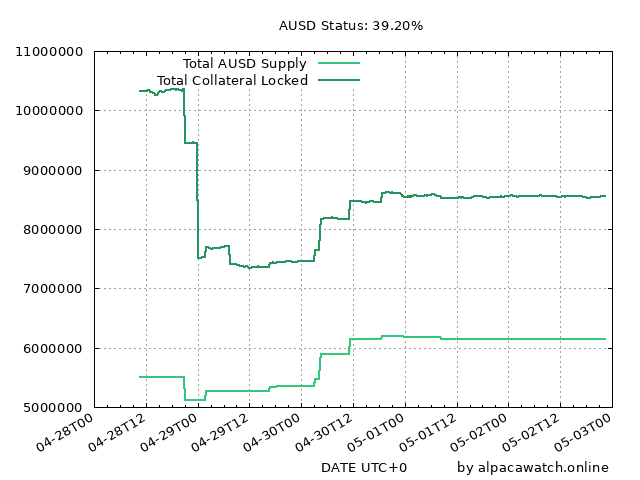 AUSD Status: 39.20%
Total AUSD Supply
Total Collateral Locked
11000000
10000000
9000000
8000000
7000000
6000000
5000000
04-28T00
04-28T12
04-29T00
04-29T12
04-30T00
04-30T12
05-01T00
05-01T12
05-02T00
05-02T12
05-03T00
DATE UTC+0
by alpacawatch.online